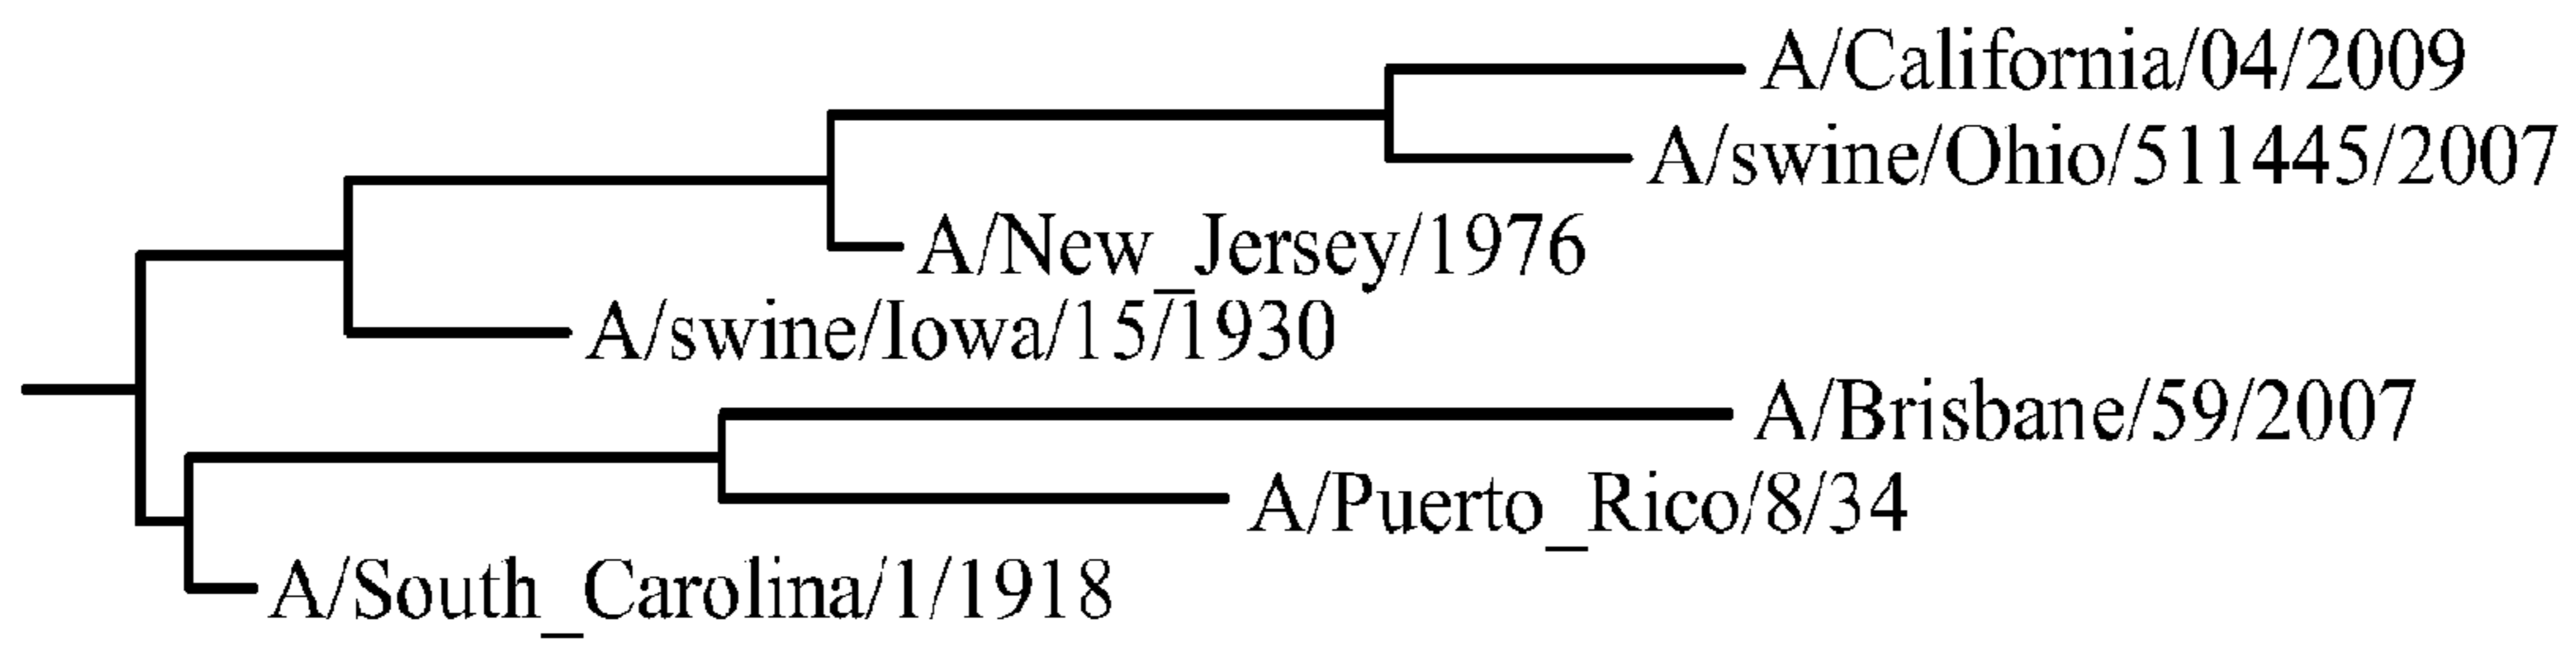 A/California/04/2009
A/swine/Ohio/511445/2007
A/New_Jersey/1976
A/swine/Iowa/15/1930
A/Brisbane/59/2007
A/Puerto_Rico/8/34
A/South_Carolina/1/1918